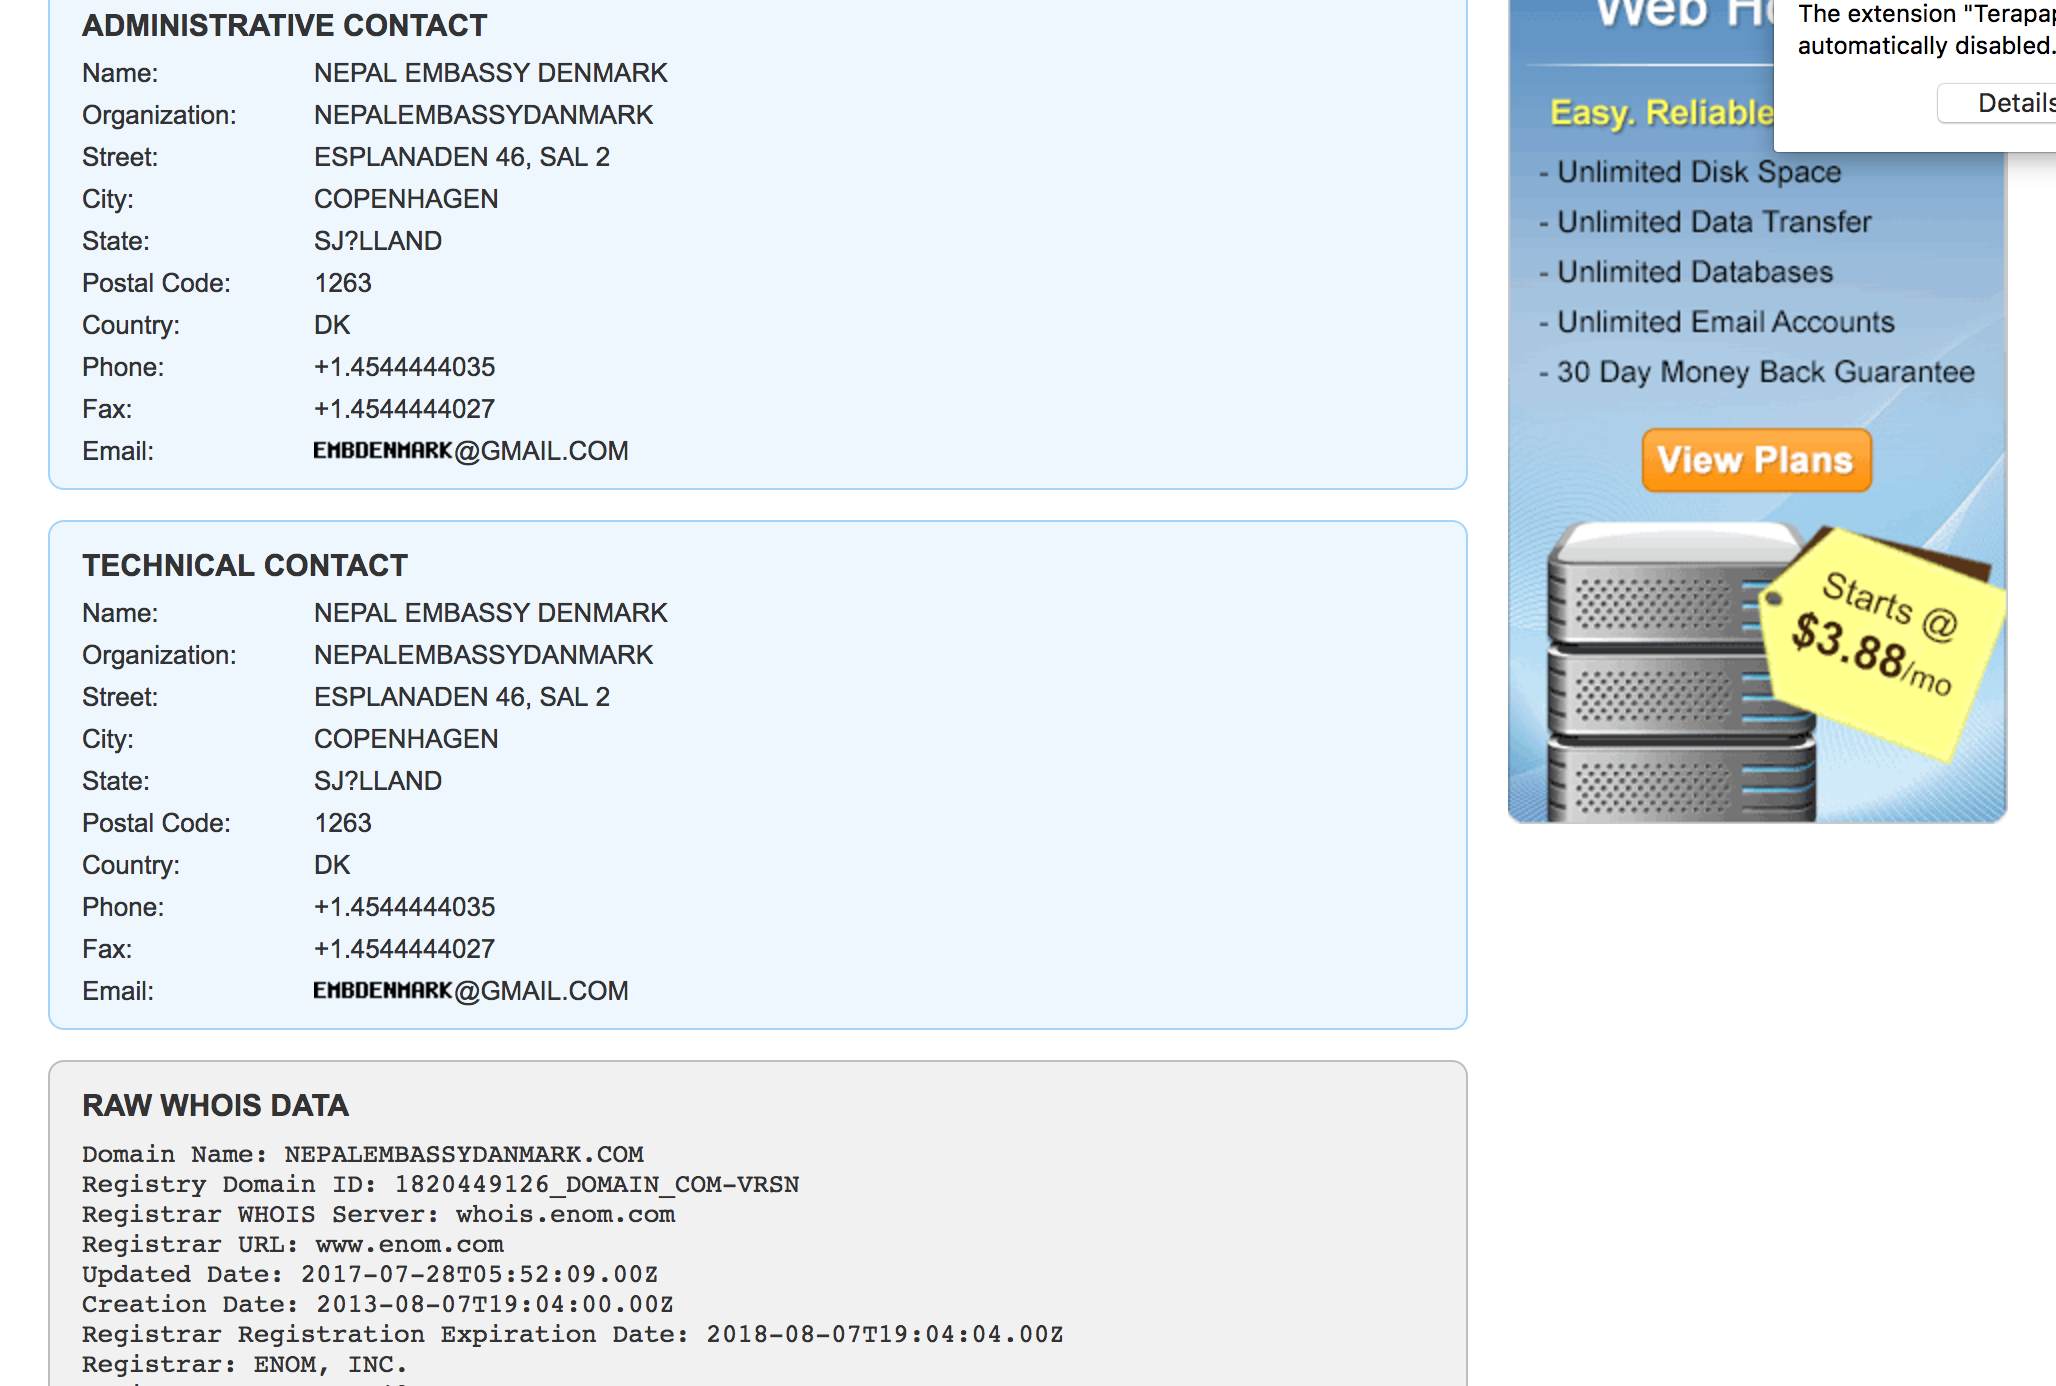 ADMINISTRATIVE CONTACT
Name: NEPAL EMBASSY DENMARK
Organization: NEPALEMBASSYDANMARK
Street: ESPLANADEN 46, SAL 2
City: COPENHAGEN
State: SJ?LLAND
Postal Code: 1263
Country: DK
Phone: +1.4544444035
Fax: +1.4544444027
Email: EMBDENMARK@GMAIL.COM
TECHNICAL CONTACT
Name: NEPAL EMBASSY DENMARK
Organization: NEPALEMBASSYDANMARK
Street: ESPLANADEN 46, SAL 2
City: COPENHAGEN
State: SJ?LLAND
Postal Code: 1263
Country: DK
Phone: +1.4544444035
Fax: +1.4544444027
Email: EMBDENMARK@GMAIL.COM
RAW WHOIS DATA
Domain Name: NEPALEMBASSYDANMARK.COM
Registry Domain ID: 1820449126_DOMAIN_COM-VRSN
Registrar WHOIS Server: whois.enom.com
Registrar URL: www.enom.com
Updated Date: 2017-07-28T05:52:09.00Z
Creation Date: 2013-08-07T19:04:00.00Z
Registrar Registration Expiration Date: 2018-08-07T19:04:04.00Z
Registrar: ENOM, INC.
Web
The extension "Terapap
automatically disabled.
Details
Easy. Reliable
- Unlimited Disk Space
- Unlimited Data Transfer
- Unlimited Databases
- Unlimited Email Accounts
- 30 Day Money Back Guarantee
View Plans
Starts @
$3.88/mo